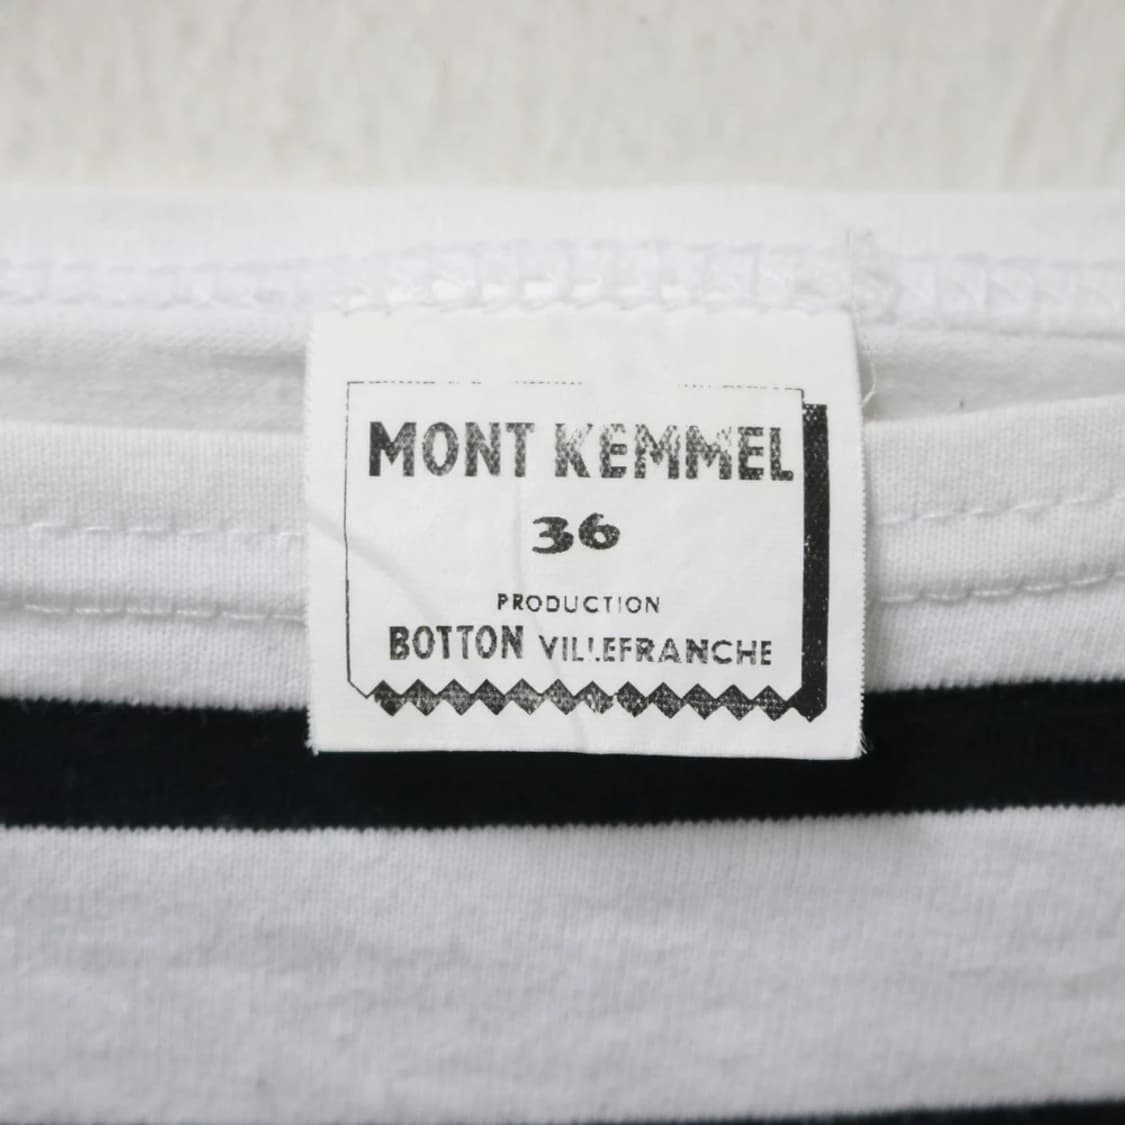 MONT KEMMEL
36
PRODUCTION
BOTTON VILLEFRANCHE